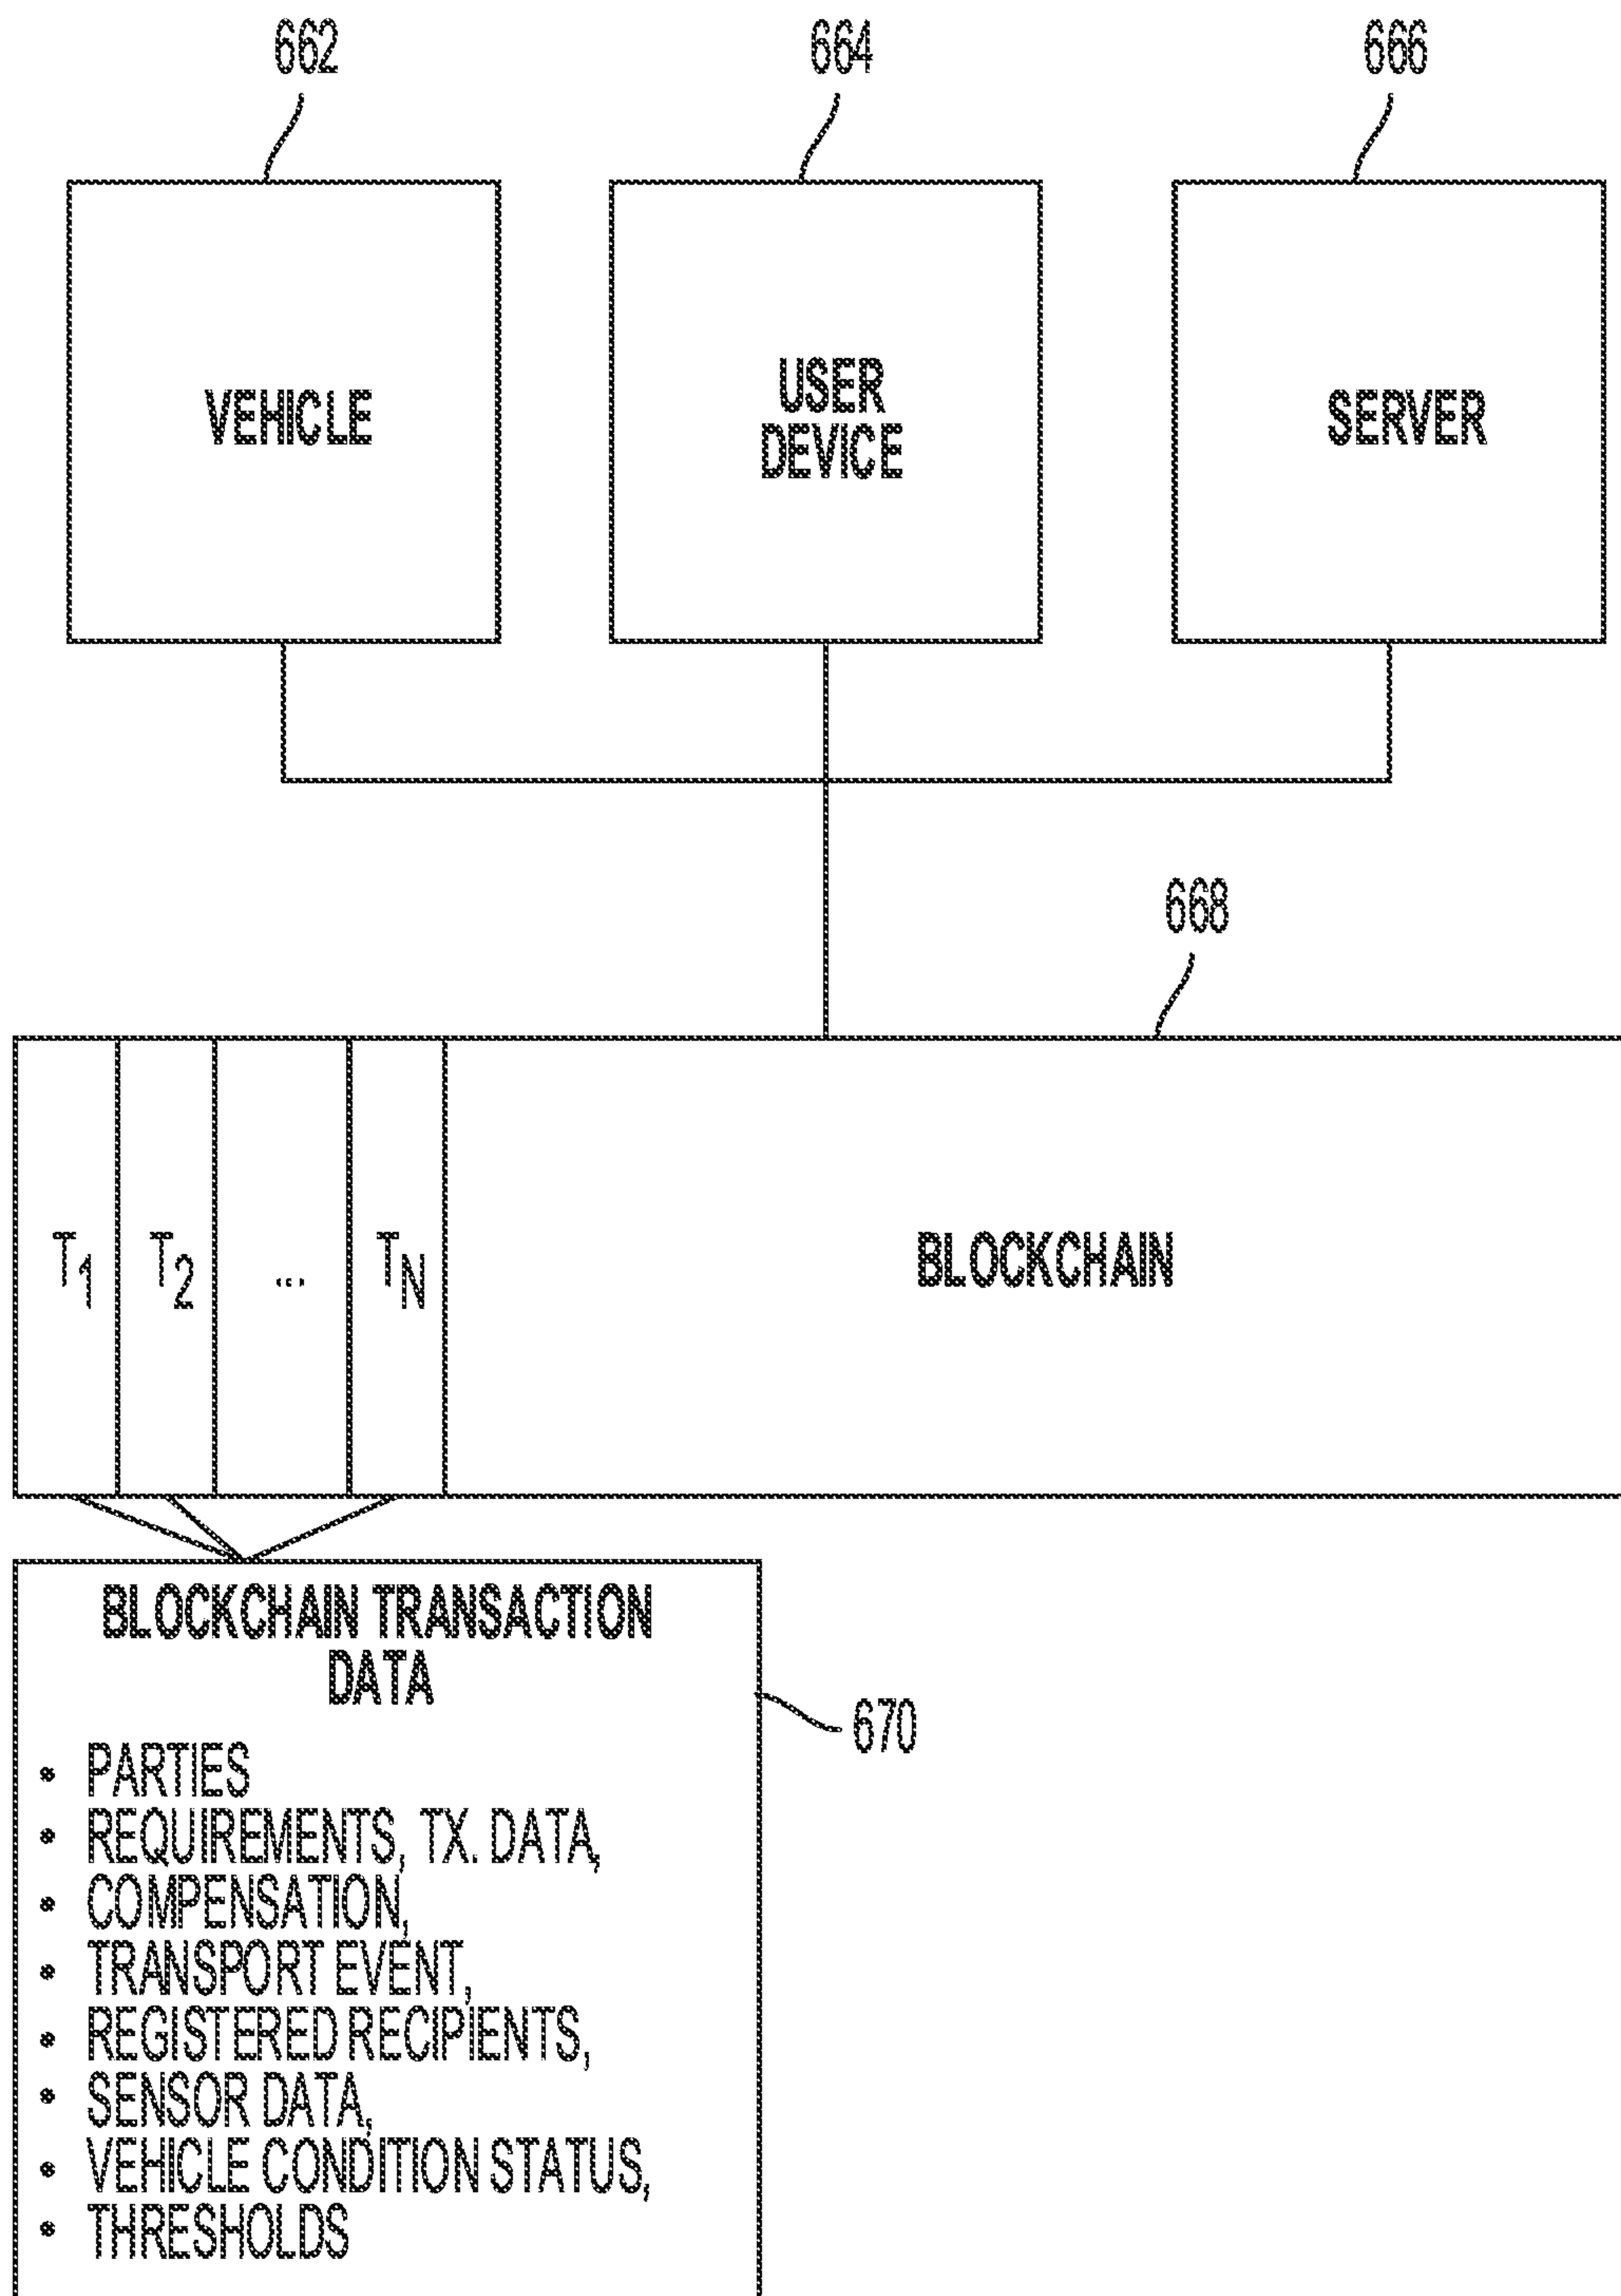 662
664
666
VEHICLE
USER
DEVICE
SERVER
668
T1
T2
...
TN
BLOCKCHAIN
BLOCKCHAIN TRANSACTION
DATA
670
• PARTIES
• REQUIREMENTS, TX. DATA,
• COMPENSATION,
• TRANSPORT EVENT,
• REGISTERED RECIPIENTS,
• SENSOR DATA,
• VEHICLE CONDITION STATUS,
• THRESHOLDS